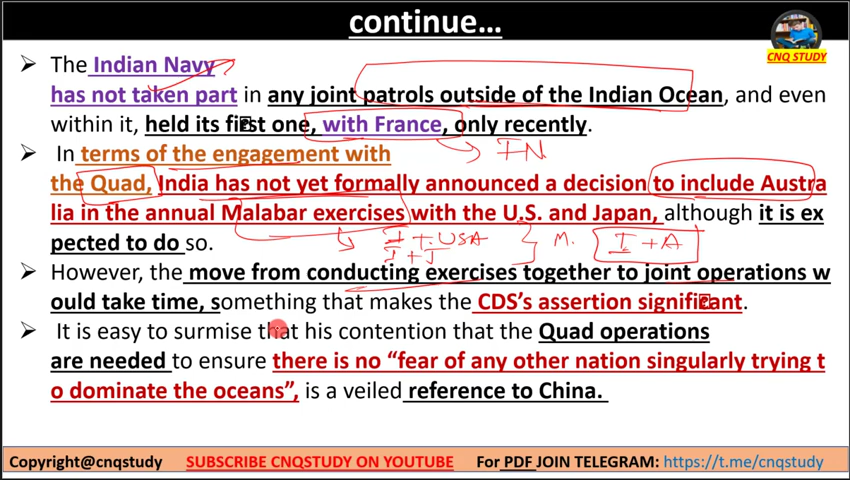 continue…
CNQ STUDY
➢ The Indian Navy
has not taken part in any joint patrols outside of the Indian Ocean, and even
within it, held its first one, with France, only recently.
IN
➢ In terms of the engagement with
the Quad, India has not yet formally announced a decision to include Austra
lia in the annual Malabar exercises with the U.S. and Japan, although it is ex
I + USA
M.
I + A
pected to do so.
I + J
➢ However, the move from conducting exercises together to joint operations w
ould take time, something that makes the CDS’s assertion significant.
➢ It is easy to surmise that his contention that the Quad operations
are needed to ensure there is no “fear of any other nation singularly trying t
o dominate the oceans”, is a veiled reference to China.
Copyright@cnqstudy SUBSCRIBE CNQSTUDY ON YOUTUBE For PDF JOIN TELEGRAM: https://t.me/cnqstudy